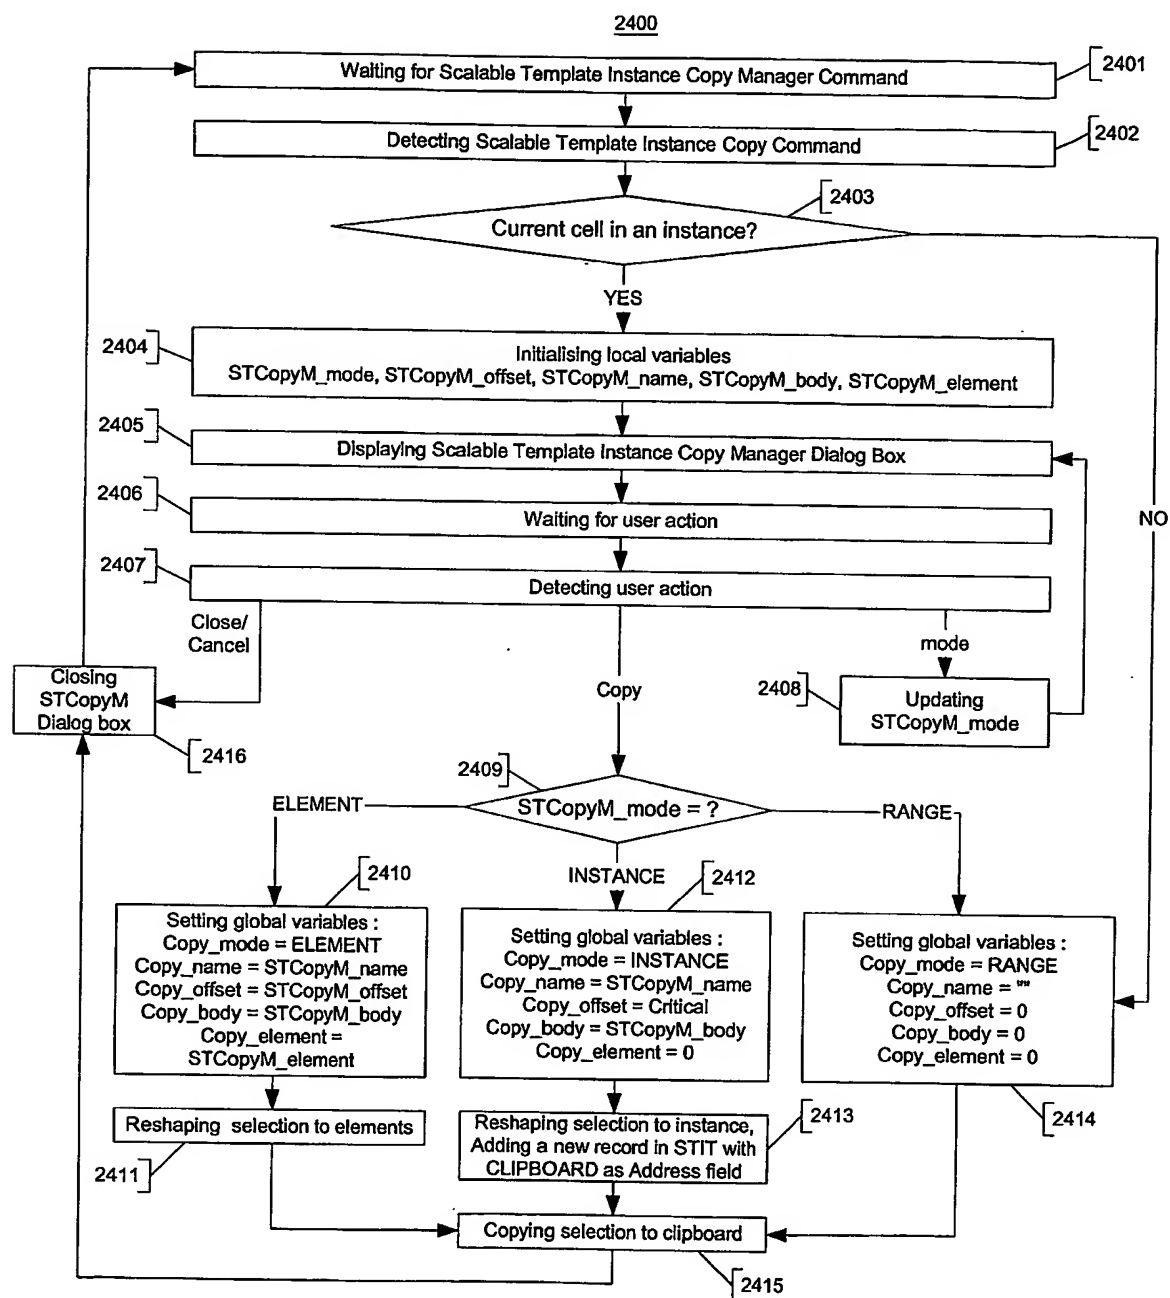 2400
Waiting for Scalable Template Instance Copy Manager Command
2401
Detecting Scalable Template Instance Copy Command
2402
2403
Current cell in an instance?
YES
2404
Initialising local variables
STCopyM_mode, STCopyM_offset, STCopyM_name, STCopyM_body, STCopyM_element
2405
Displaying Scalable Template Instance Copy Manager Dialog Box
2406
Waiting for user action
NO
2407
Detecting user action
Close/
Cancel
mode
Closing
STCopyM
Dialog box
Copy
2408
Updating
STCopyM_mode
2416
2409
STCopyM_mode = ?
ELEMENT
RANGE
INSTANCE
2410
Setting global variables :
Copy_mode = ELEMENT
Copy_name = STCopyM_name
Copy_offset = STCopyM_offset
Copy_body = STCopyM_body
Copy_element =
STCopyM_element
2412
Setting global variables :
Copy_mode = INSTANCE
Copy_name = STCopyM_name
Copy_offset = Critical
Copy_body = STCopyM_body
Copy_element = 0
Setting global variables :
Copy_mode = RANGE
Copy_name = ""
Copy_offset = 0
Copy_body = 0
Copy_element = 0
2414
Reshaping selection to elements
2411
Reshaping selection to instance,
Adding a new record in STIT with
CLIPBOARD as Address field
2413
Copying selection to clipboard
2415